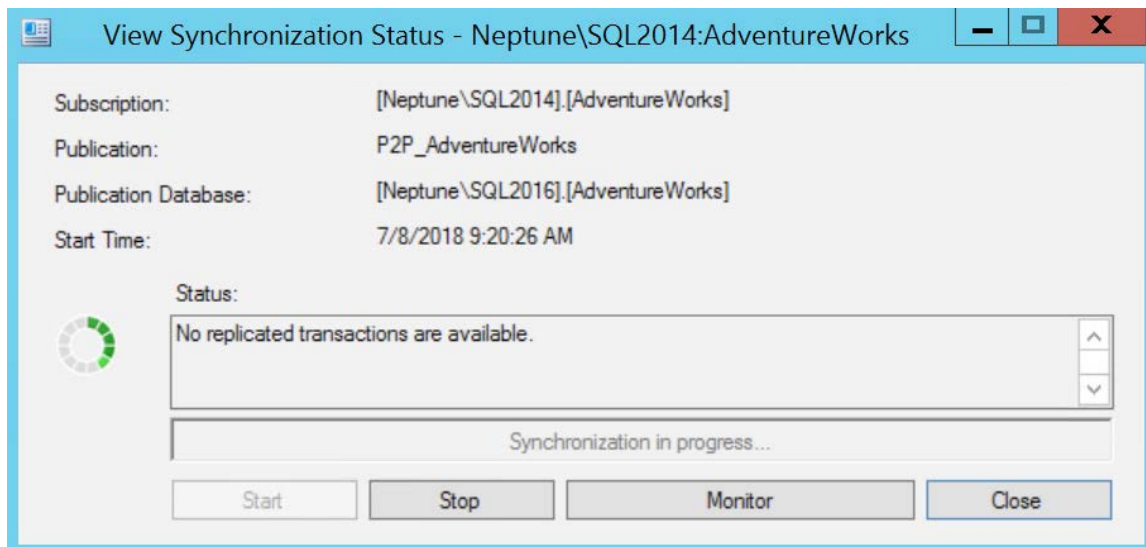 View Synchronization Status - Neptune\SQL2014:AdventureWorks
Subscription: [Neptune\SQL2014].[AdventureWorks]
Publication: P2P_AdventureWorks
Publication Database: [Neptune\SQL2016].[AdventureWorks]
Start Time: 7/8/2018 9:20:26 AM
Status:
No replicated transactions are available.
Synchronization in progress...
Start Stop Monitor Close